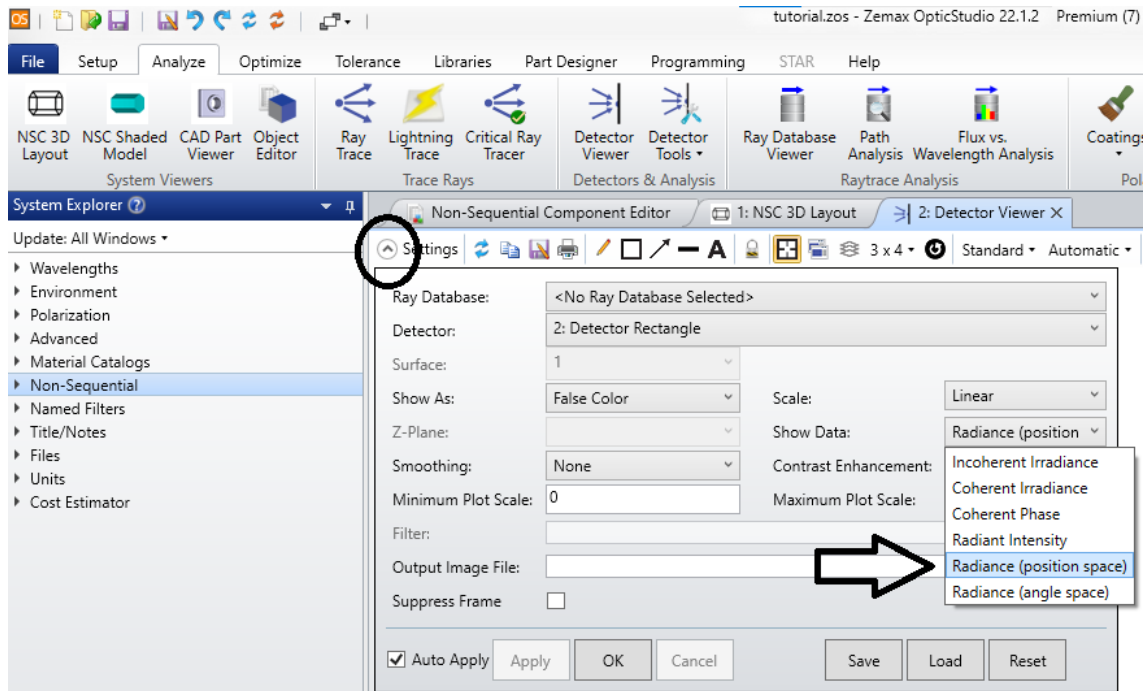 OS
tutorial.zos - Zemax OpticStudio 22.1.2 Premium (7)
File Setup Analyze Optimize Tolerance Libraries Part Designer Programming STAR Help
NSC 3D Layout NSC Shaded Model CAD Part Viewer Object Editor
Ray Trace Lightning Trace Critical Ray Tracer
Detector Viewer Detector Tools
Ray Database Viewer Path Analysis Flux vs. Wavelength Analysis
Coatings
System Viewers Trace Rays Detectors & Analysis Raytrace Analysis Pol
System Explorer ?
Non-Sequential Component Editor 1: NSC 3D Layout 2: Detector Viewer
Update: All Windows
Settings A 3 x 4 Standard Automatic
Wavelengths
Environment
Polarization
Advanced
Material Catalogs
Non-Sequential
Named Filters
Title/Notes
Files
Units
Cost Estimator
Ray Database: <No Ray Database Selected>
Detector: 2: Detector Rectangle
Surface: 1
Show As: False Color Scale: Linear
Z-Plane: Show Data: Radiance (position
Smoothing: None Contrast Enhancement:
Minimum Plot Scale: 0 Maximum Plot Scale:
Filter:
Output Image File:
Suppress Frame
Incoherent Irradiance
Coherent Irradiance
Coherent Phase
Radiant Intensity
Radiance (position space)
Radiance (angle space)
Auto Apply Apply OK Cancel Save Load Reset